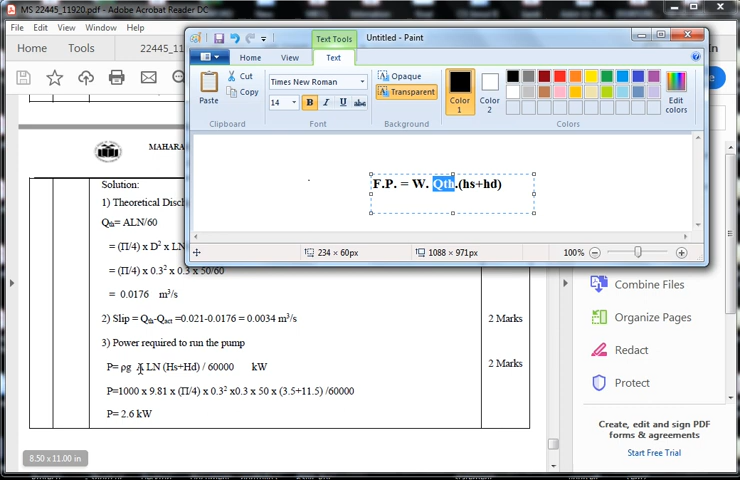 MS 22445_11920.pdf - Adobe Acrobat Reader DC
File Edit View Window
Home Tools 22445_11
Text Tools
Untitled - Paint
Home View Text
Paste
Cut
Copy
Clipboard
Times New Roman
14 B I U abc
Font
Opaque
Transparent
Background
Color 1
Color 2
Edit colors
Colors
F.P. = W. Qth.(hs+hd)
234 × 60px
1088 × 971px
100%
MAHARA
Solution:
1) Theoretical Disch
Qth= ALN/60
= (Π/4) x D² x LN
= (Π/4) x 0.3² x 0.3 x 50/60
= 0.0176 m³/s
2) Slip = Qth-Qact =0.021-0.0176 = 0.0034 m³/s
2 Marks
3) Power required to run the pump
P= ρg A LN (Hs+Hd) / 60000 kW
2 Marks
P=1000 x 9.81 x (Π/4) x 0.3² x0.3 x 50 x (3.5+11.5) /60000
P= 2.6 kW
8.50 x 11.00 in
Combine Files
Organize Pages
Redact
Protect
Create, edit and sign PDF
forms & agreements
Start Free Trial